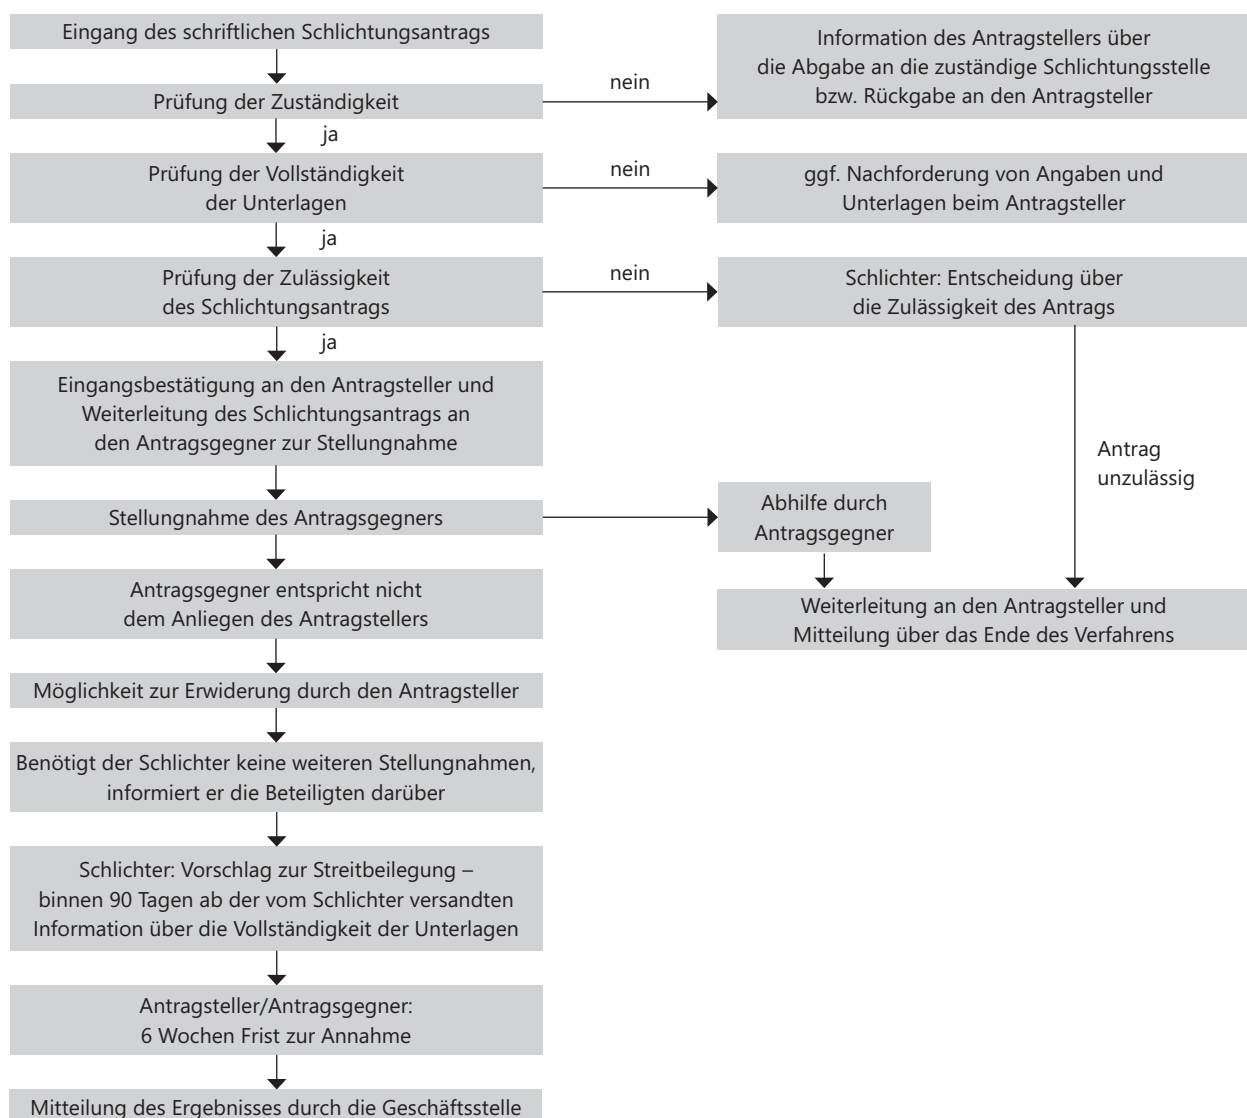 Eingang des schriftlichen Schlichtungsantrags
Information des Antragstellers über
die Abgabe an die zuständige Schlichtungsstelle
bzw. Rückgabe an den Antragsteller
nein
Prüfung der Zuständigkeit
ja
Prüfung der Vollständigkeit
der Unterlagen
nein
ggf. Nachforderung von Angaben und
Unterlagen beim Antragsteller
ja
Prüfung der Zulässigkeit
des Schlichtungsantrags
nein
Schlichter: Entscheidung über
die Zulässigkeit des Antrags
ja
Eingangsbestätigung an den Antragsteller und
Weiterleitung des Schlichtungsantrags an
den Antragsgegner zur Stellungnahme
Antrag
unzulässig
Stellungnahme des Antragsgegners
Abhilfe durch
Antragsgegner
Antragsgegner entspricht nicht
dem Anliegen des Antragstellers
Weiterleitung an den Antragsteller und
Mitteilung über das Ende des Verfahrens
Möglichkeit zur Erwiderung durch den Antragsteller
Benötigt der Schlichter keine weiteren Stellungnahmen,
informiert er die Beteiligten darüber
Schlichter: Vorschlag zur Streitbeilegung –
binnen 90 Tagen ab der vom Schlichter versandten
Information über die Vollständigkeit der Unterlagen
Antragsteller/Antragsgegner:
6 Wochen Frist zur Annahme
Mitteilung des Ergebnisses durch die Geschäftsstelle